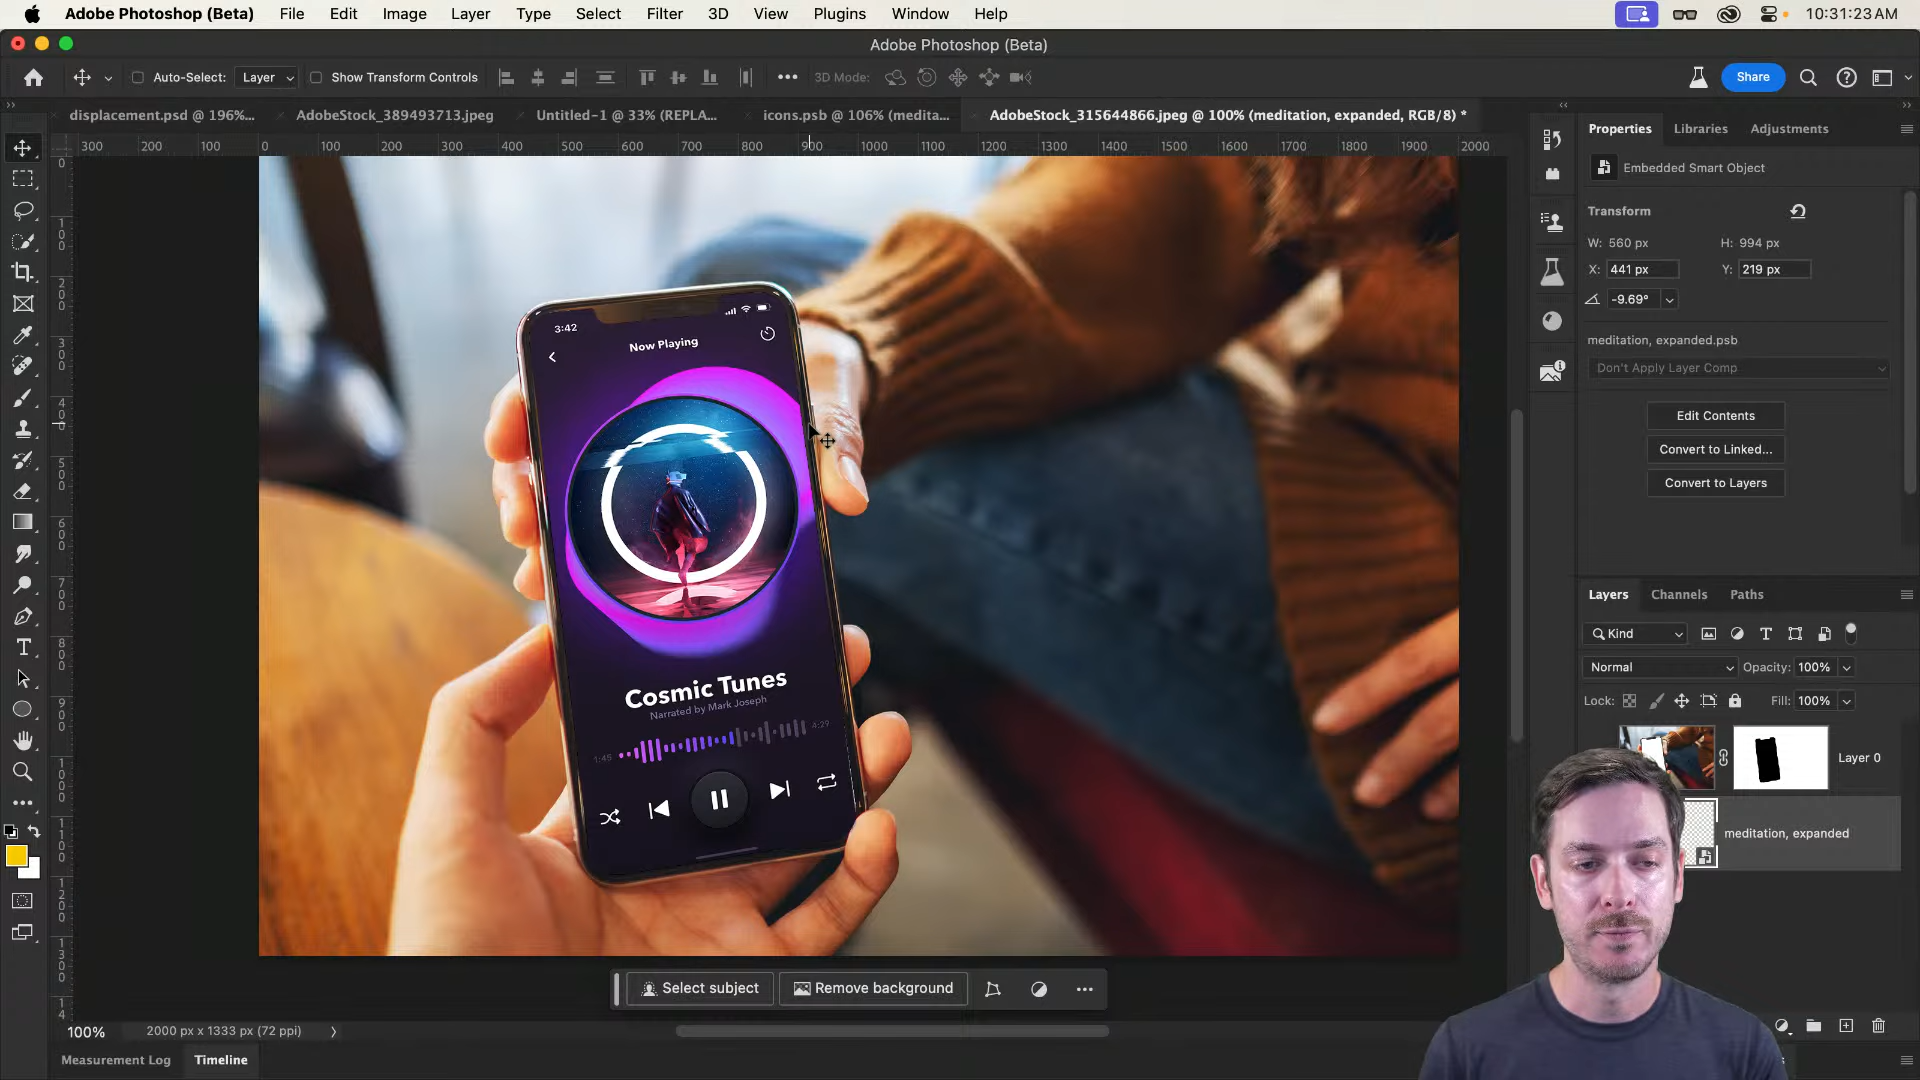 Adobe Photoshop (Beta) File Edit Image Layer Type Select Filter 3D View Plugins Window Help 10:31:23 AM
Adobe Photoshop (Beta)
Auto-Select: Layer Show Transform Controls 3D Mode: Share
displacement.psd @ 196%... AdobeStock_389493713.jpeg Untitled-1 @ 33% (REPLA... icons.psb @ 106% (medita... AdobeStock_315644866.jpeg @ 100% (meditation, expanded, RGB/8) *
300 200 100 0 100 200 300 400 500 600 700 800 900 1000 1100 1200 1300 1400 1500 1600 1700 1800 1900 2000
Properties Libraries Adjustments
Embedded Smart Object
Transform
W: 560 px H: 994 px
X: 441 px Y: 219 px
-9.69°
meditation, expanded.psb
Don't Apply Layer Comp
Edit Contents
Convert to Linked...
Convert to Layers
3:42
Now Playing
Cosmic Tunes
Narrated by Mark Joseph
1:45 4:29
Layers Channels Paths
Kind
Normal Opacity: 100%
Lock: Fill: 100%
Layer 0
meditation, expanded
Select subject Remove background
100% 2000 px x 1333 px (72 ppi)
Measurement Log Timeline